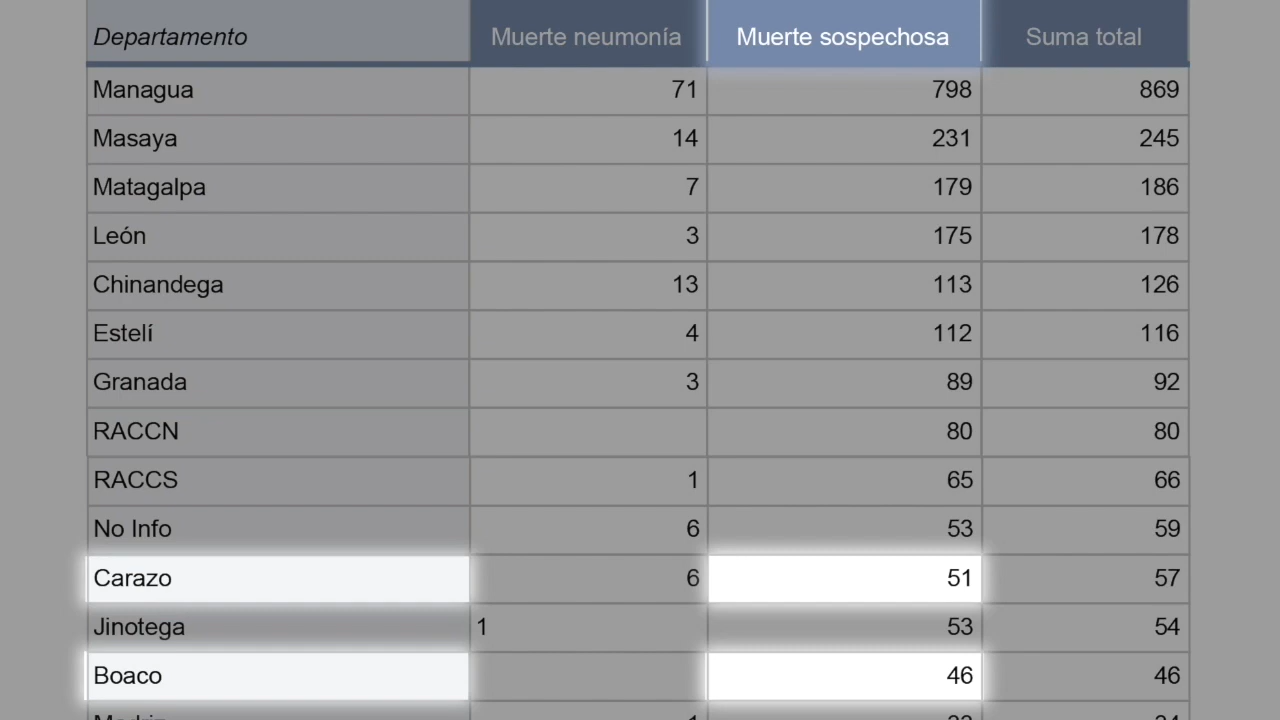 Departamento Muerte neumonía Muerte sospechosa Suma total
Managua 71 798 869
Masaya 14 231 245
Matagalpa 7 179 186
León 3 175 178
Chinandega 13 113 126
Estelí 4 112 116
Granada 3 89 92
RACCN 80 80
RACCS 1 65 66
No Info 6 53 59
Carazo 6 51 57
Jinotega 1 53 54
Boaco 46 46